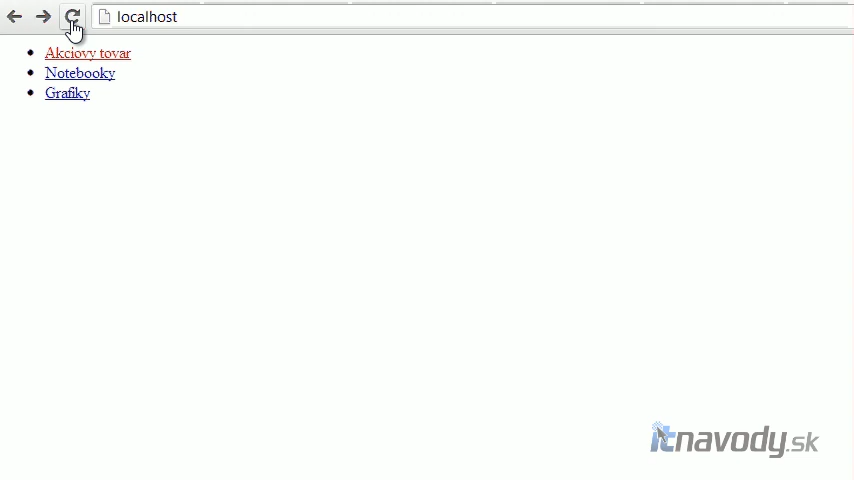 localhost
Akciovy tovar
Notebooky
Grafiky
itnavody.sk